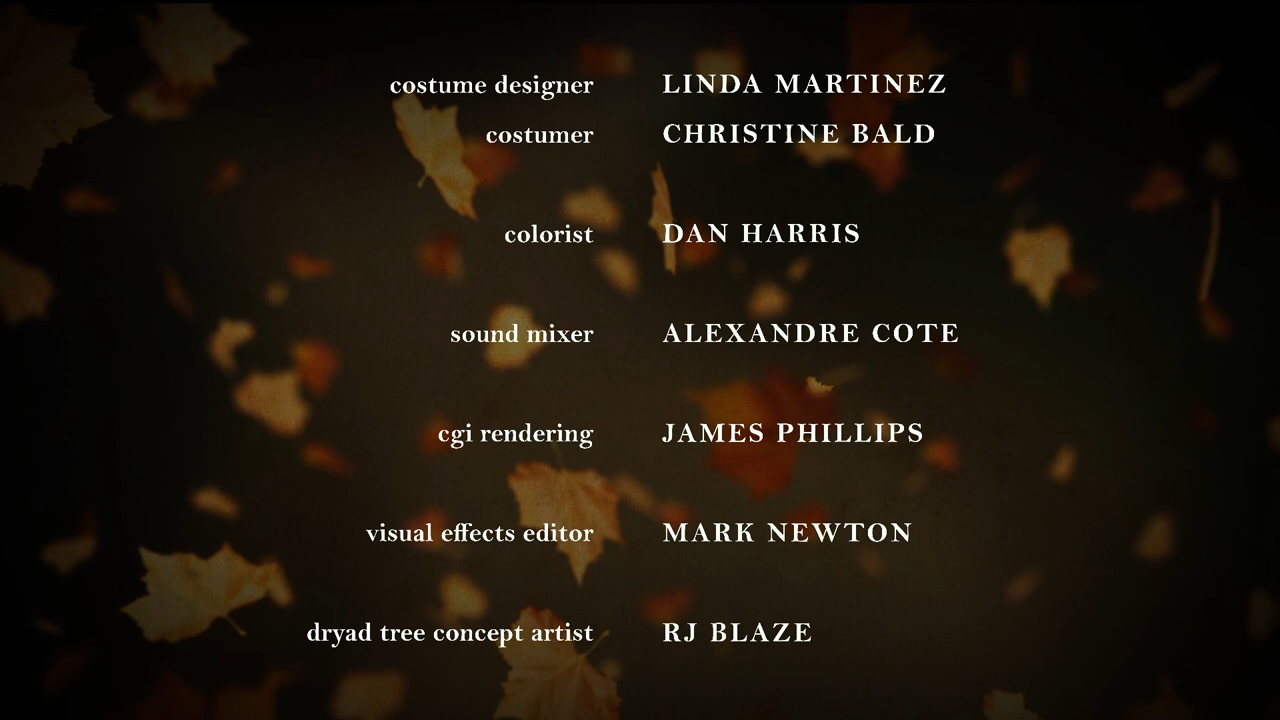 costume designer LINDA MARTINEZ
costumer CHRISTINE BALD
colorist DAN HARRIS
sound mixer ALEXANDRE COTE
cgi rendering JAMES PHILLIPS
visual effects editor MARK NEWTON
dryad tree concept artist RJ BLAZE